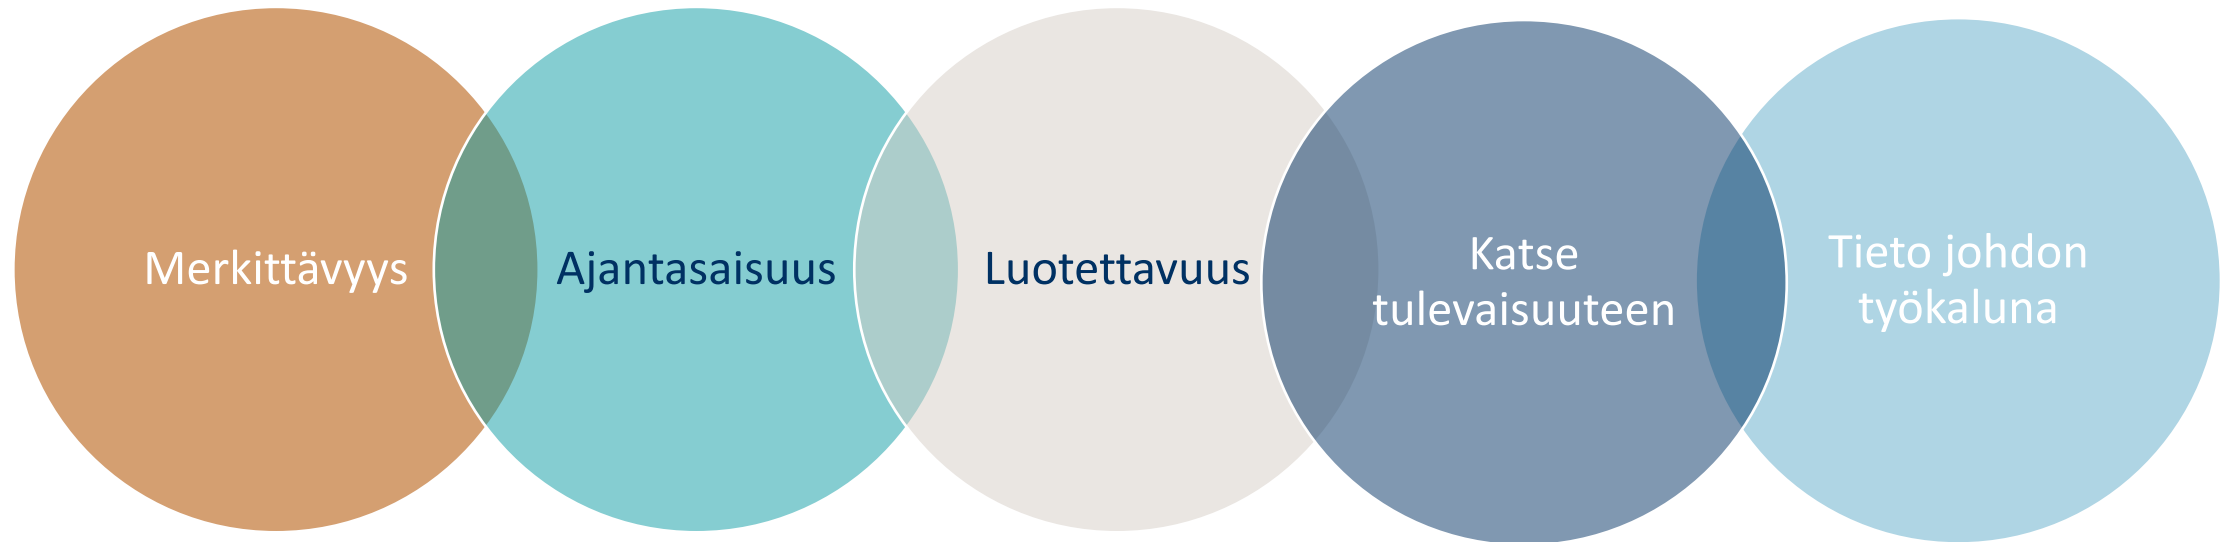 Merkittävyys
Ajantasaisuus
Luotettavuus
Katse
tulevaisuuteen
Tieto johdon
työkaluna